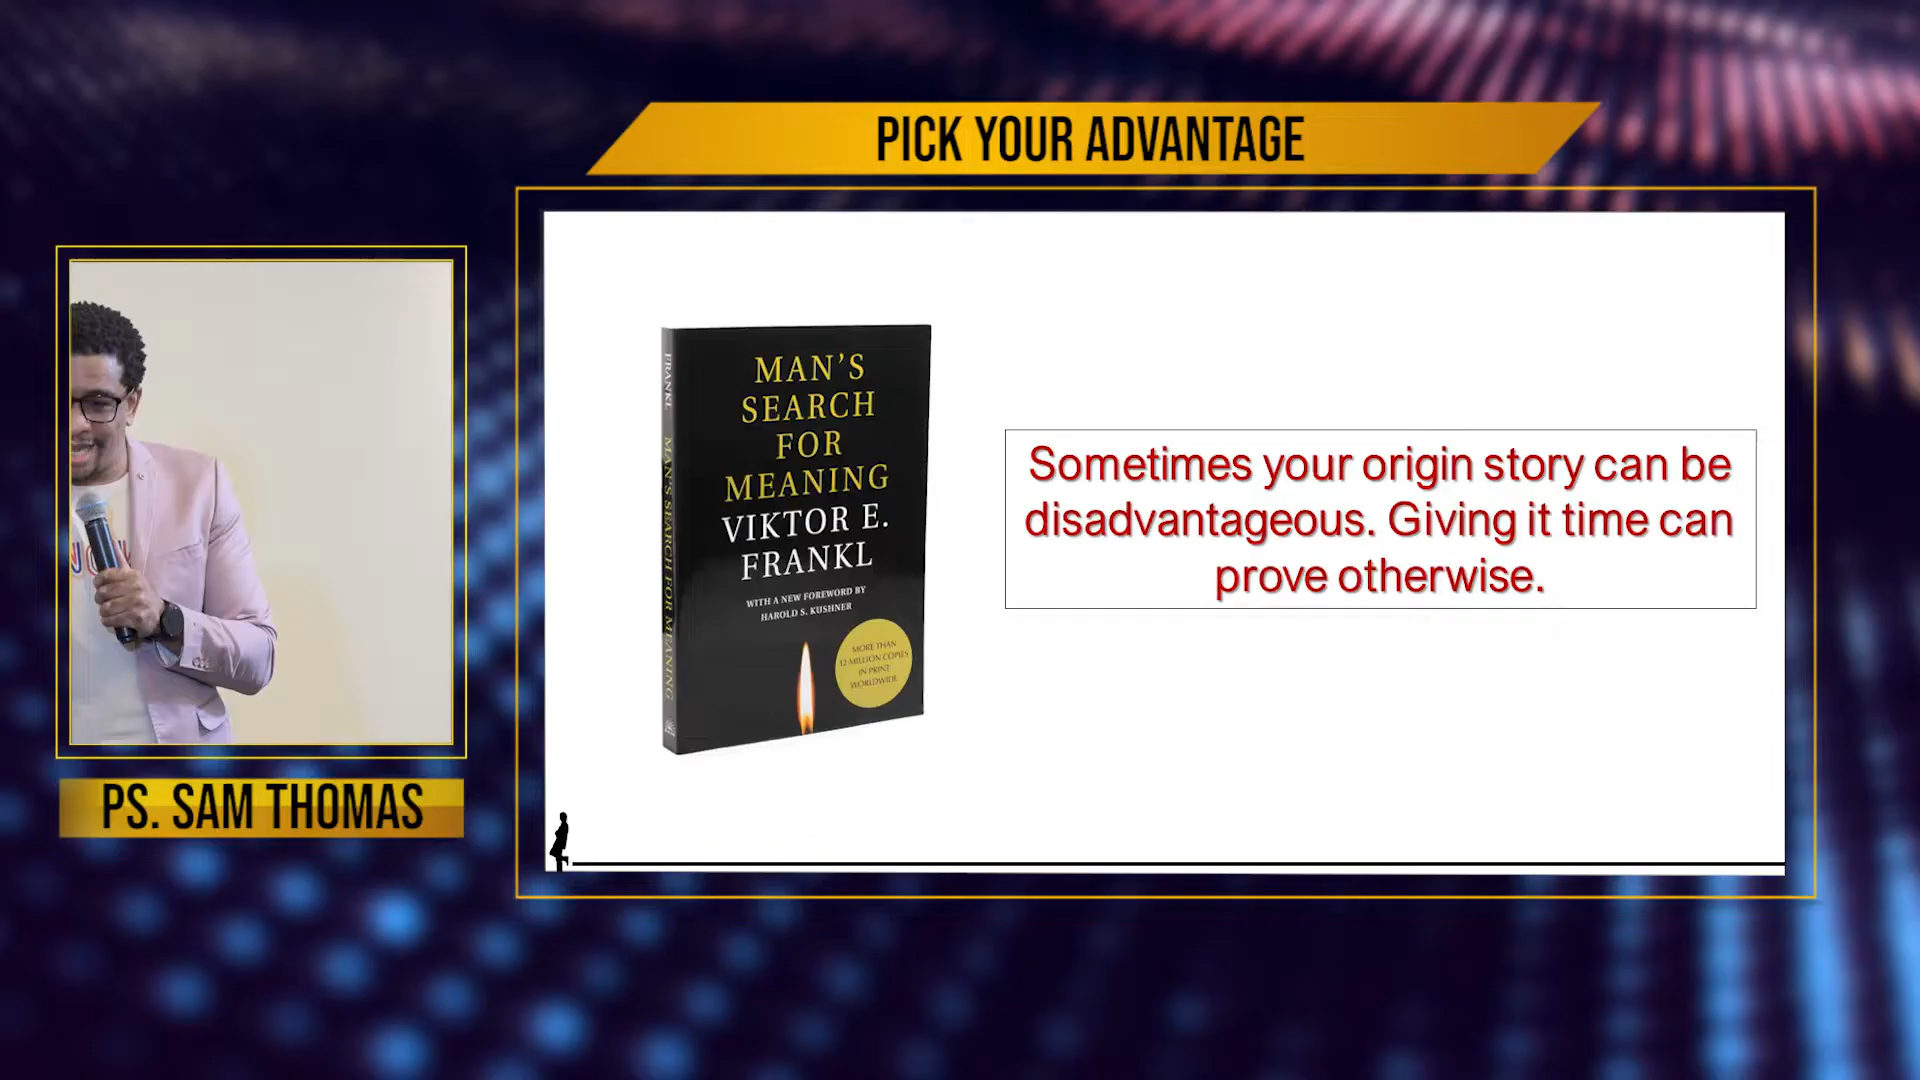 PICK YOUR ADVANTAGE
MAN'S
SEARCH
FOR
MEANING
VIKTOR E.
FRANKL
WITH A NEW FOREWORD BY
HAROLD S. KUSHNER
MORE THAN
12 MILLION COPIES
IN PRINT
WORLDWIDE
FRANKL MAN'S SEARCH FOR MEANING
Sometimes your origin story can be
disadvantageous. Giving it time can
prove otherwise.
PS. SAM THOMAS